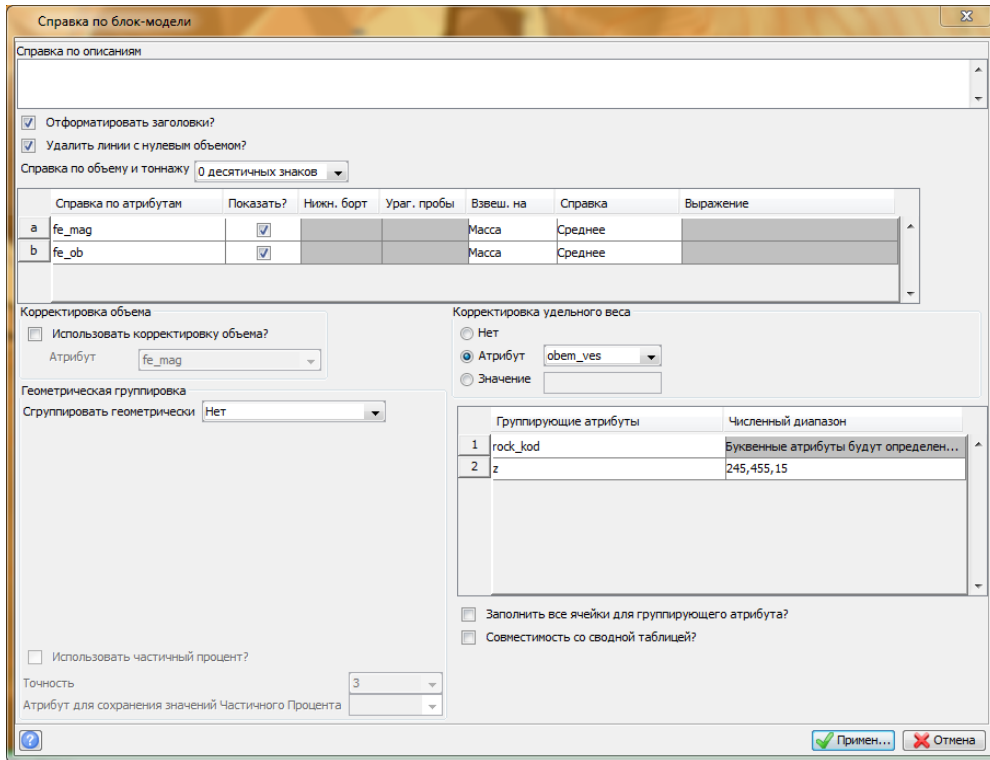 Справка по блок-модели
Справка по описаниям
Отформатировать заголовки?
Удалить линии с нулевым объемом?
Справка по объему и тоннажу 0 десятичных знаков
Справка по атрибутам Показать? Нижн. борт Ураг. пробы Взвеш. на Справка Выражение
a fe_mag Масса Среднее
b fe_ob Масса Среднее
Корректировка объема
Использовать корректировку объема?
Атрибут fe_mag
Корректировка удельного веса
Нет
Атрибут obem_ves
Значение
Геометрическая группировка
Сгруппировать геометрически Нет
Группирующие атрибуты Численный диапазон
1 rock_kod Буквенные атрибуты будут определен...
2 z 245,455,15
Заполнить все ячейки для группирующего атрибута?
Совместимость со сводной таблицей?
Использовать частичный процент?
Точность 3
Атрибут для сохранения значений Частичного Процента
Примен... Отмена